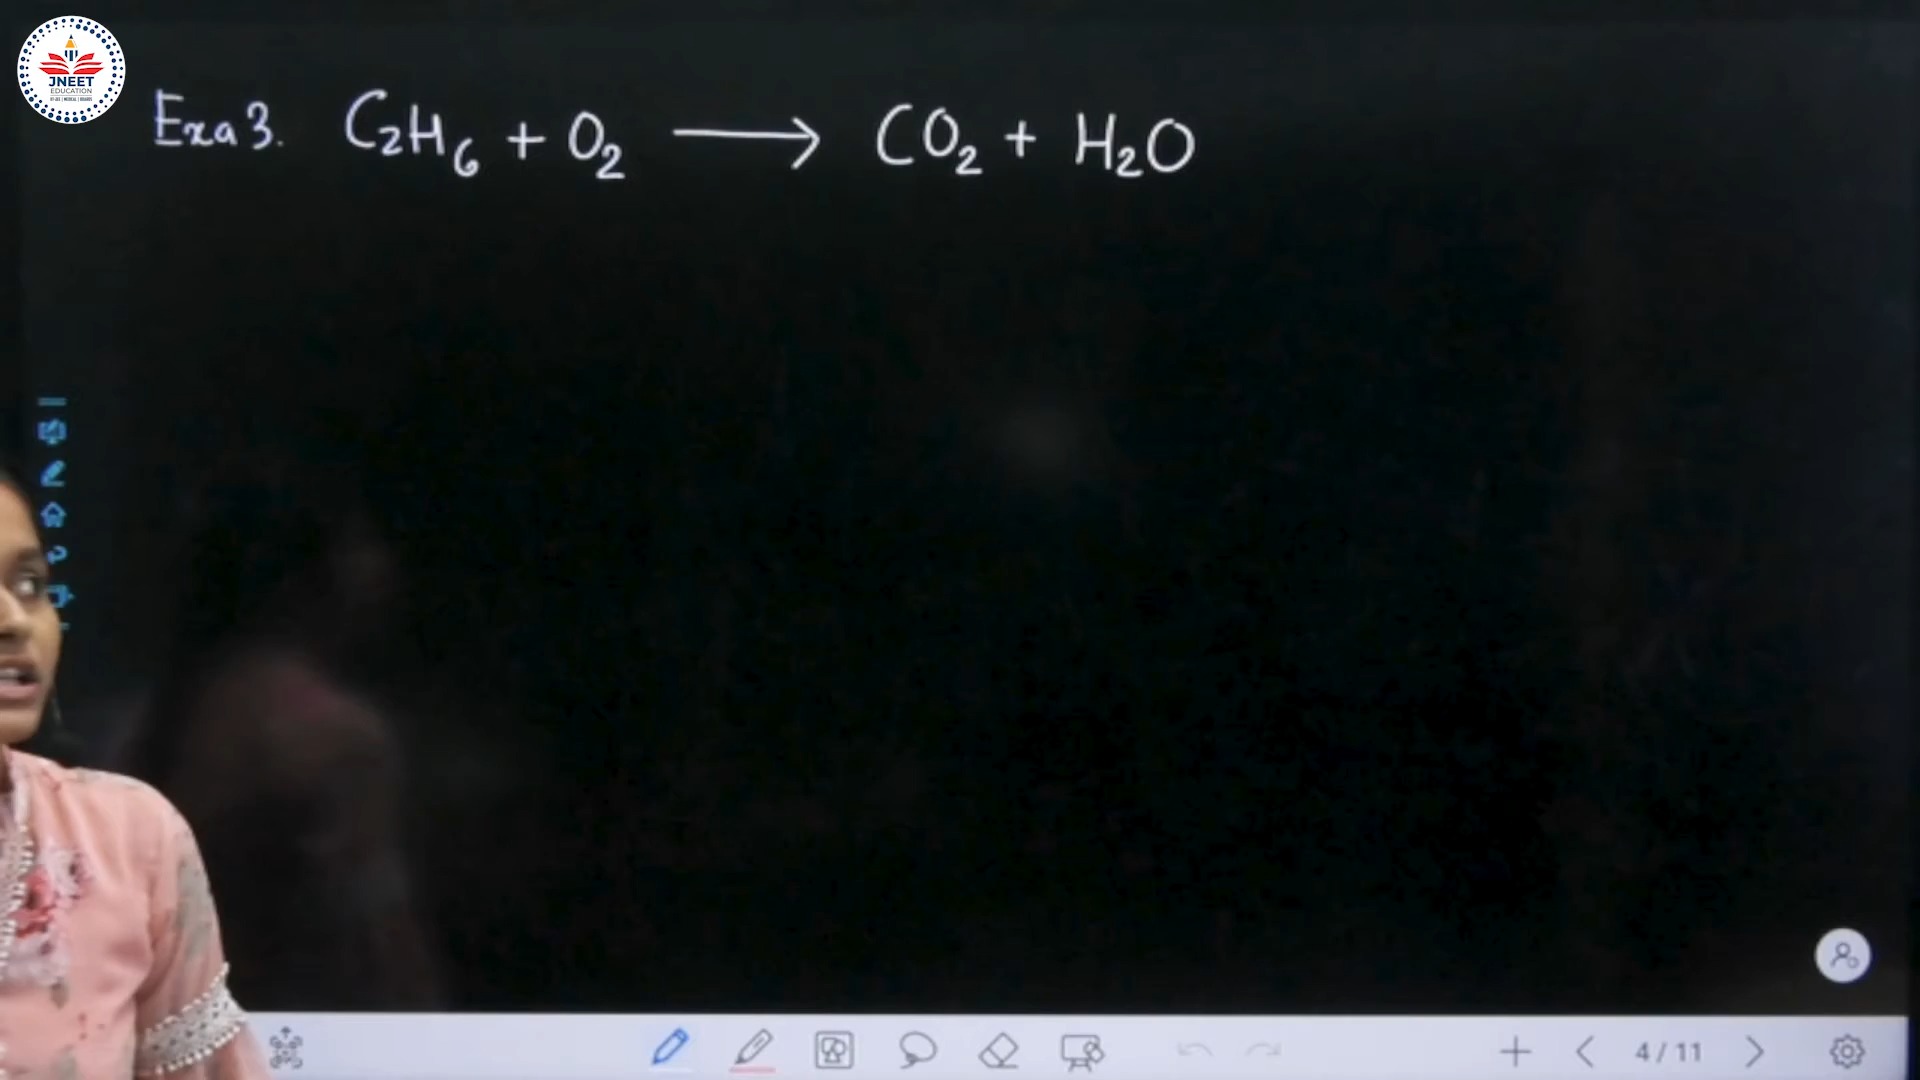 JNEET
EDUCATION
Exa 3. C₂H₆ + O₂ ⟶ CO₂ + H₂O
4 / 11